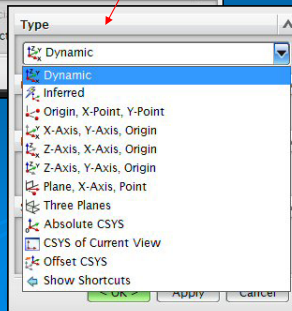 Type
Dynamic
Dynamic
Inferred
Origin, X-Point, Y-Point
X-Axis, Y-Axis, Origin
Z-Axis, X-Axis, Origin
Z-Axis, Y-Axis, Origin
Plane, X-Axis, Point
Three Planes
Absolute CSYS
CSYS of Current View
Offset CSYS
Show Shortcuts
< OK > Apply Cancel